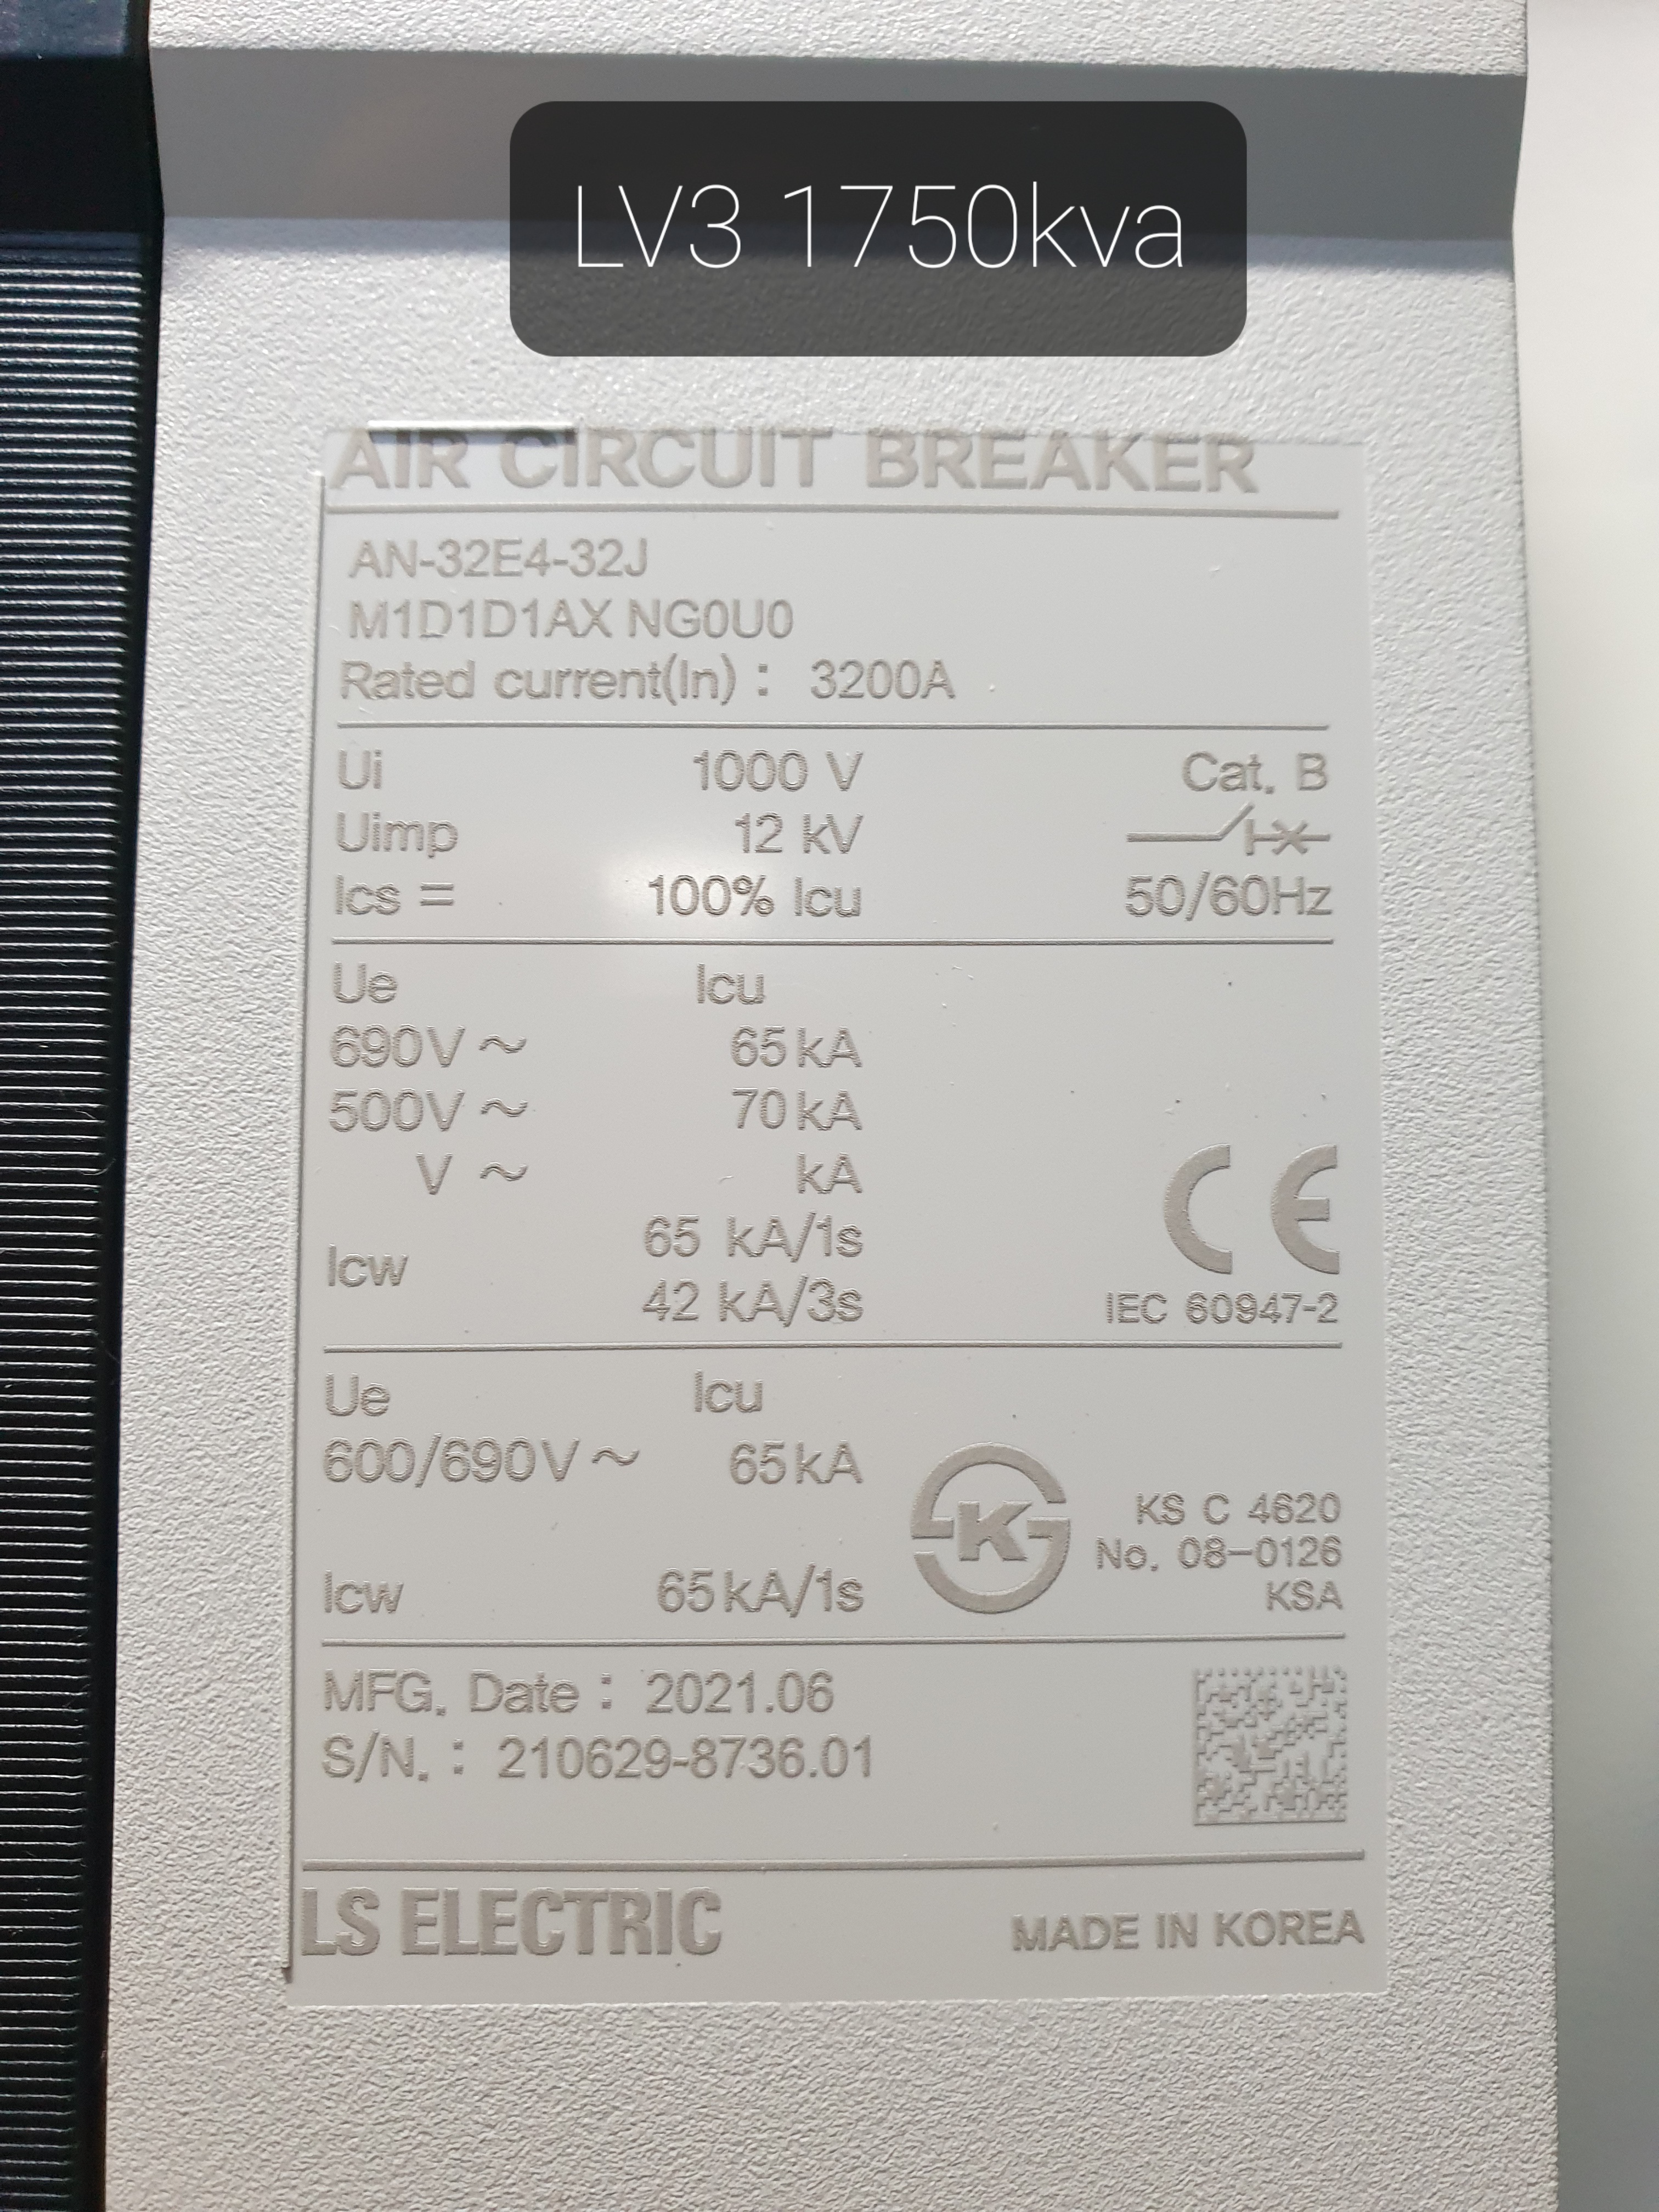 LV3 1750kva
AIR CIRCUIT BREAKER
AN-32E4-32J
M1D1D1AX NG0U0
Rated current(In) : 3200A
Ui 1000 V Cat. B
Uimp 12 kV
Ics = 100% Icu 50/60Hz
Ue Icu
690V ~ 65 kA
500V ~ 70 kA
V ~ kA
Icw 65 kA/1s
42 kA/3s
CE
IEC 60947-2
Ue Icu
600/690V ~ 65 kA
Icw 65 kA/1s
K
KS C 4620
No. 08-0126
KSA
MFG. Date : 2021.06
S/N. : 210629-8736.01
LS ELECTRIC MADE IN KOREA